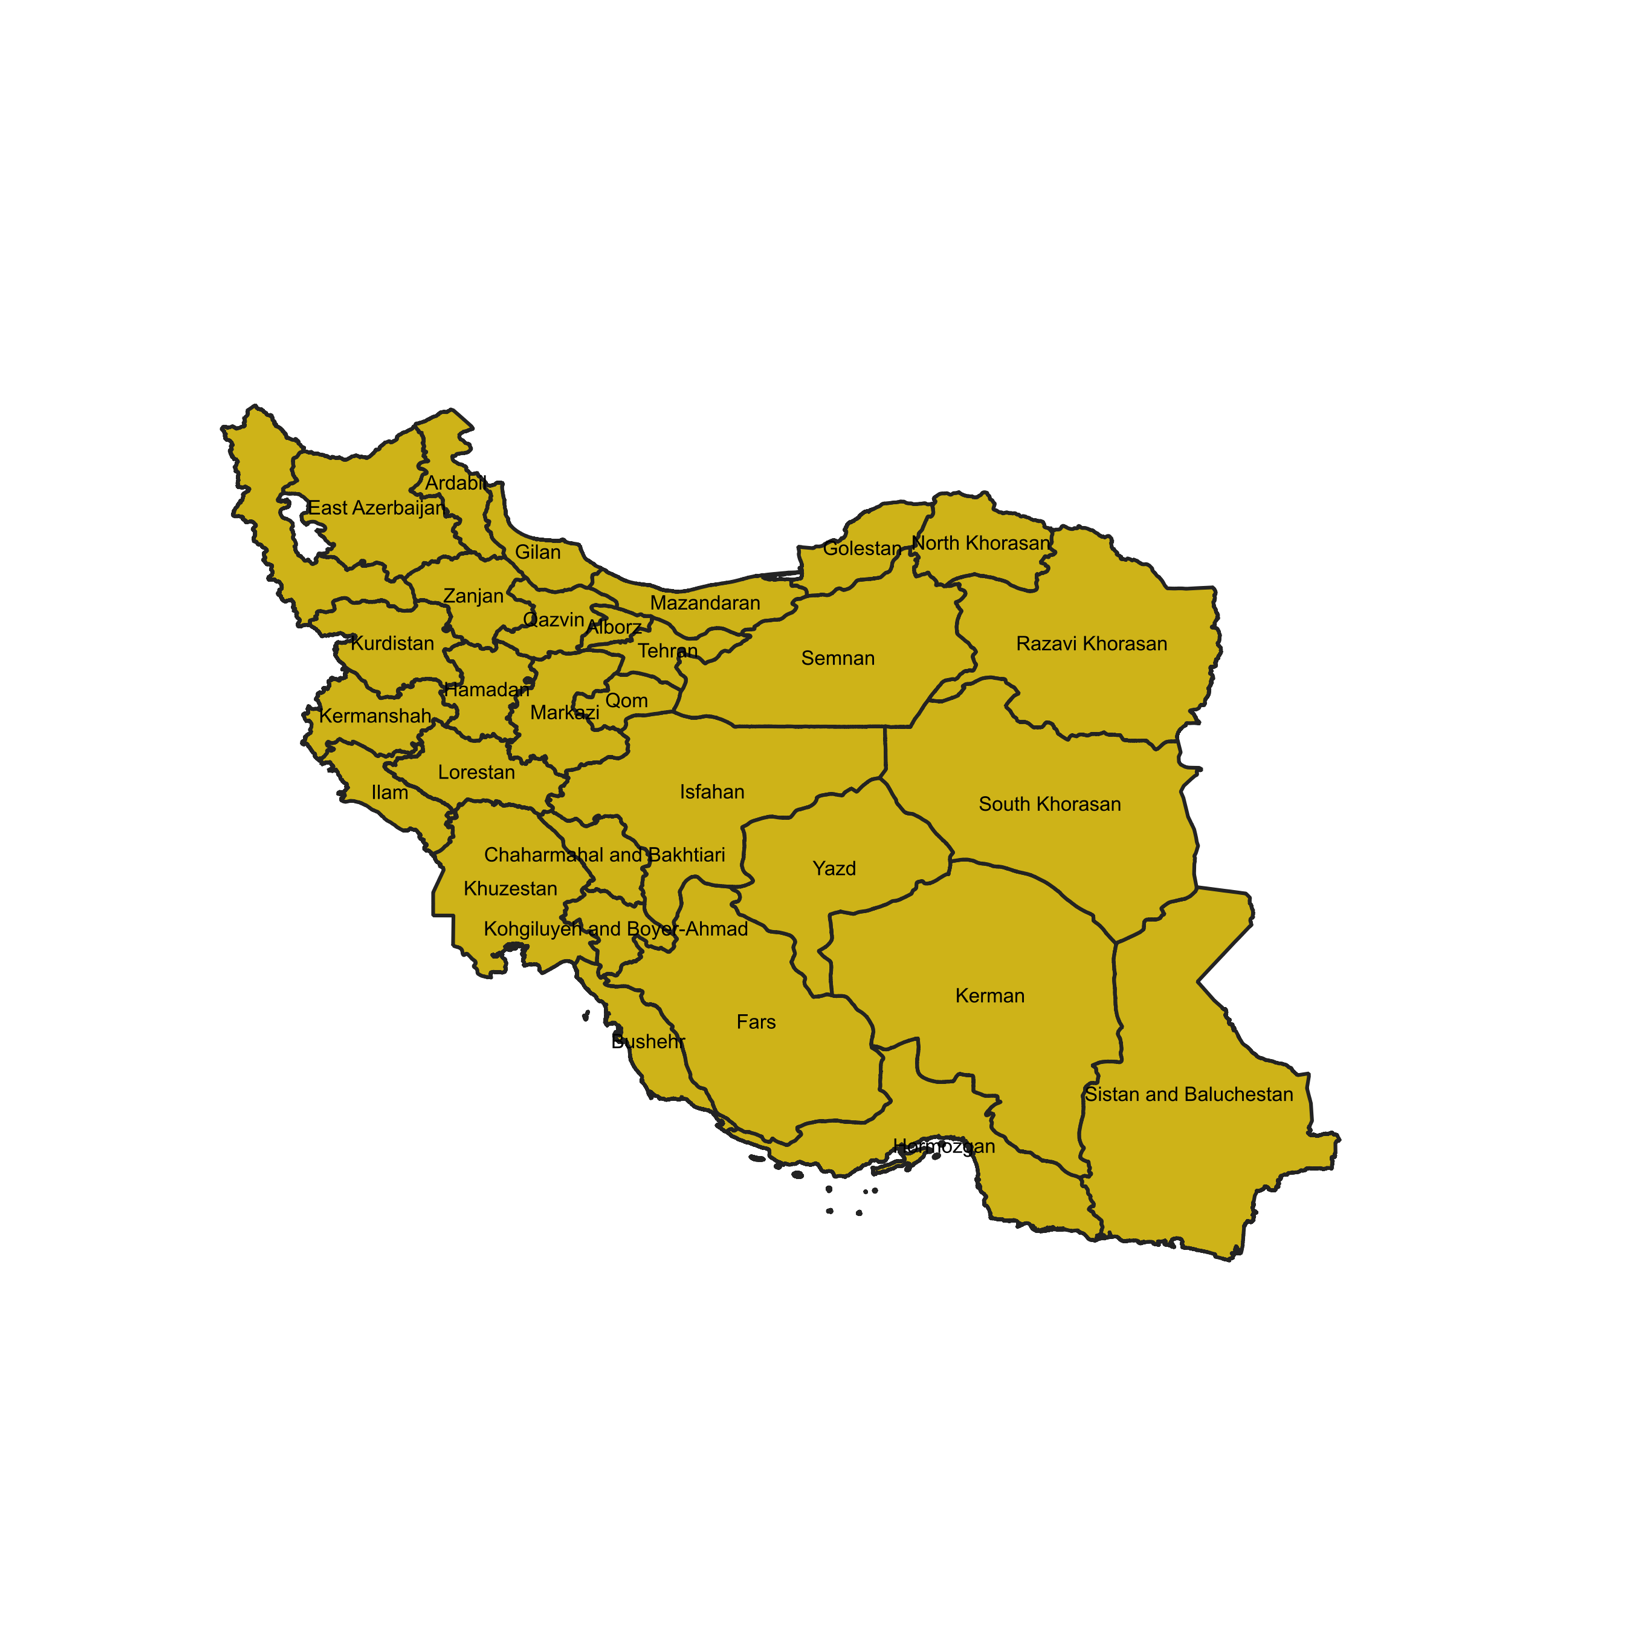 Ardabil
East Azerbaijan
Gilan
Golestan
North Khorasan
Zanjan
Mazandaran
Qazvin
Alborz
Kurdistan
Tehran
Semnan
Razavi Khorasan
Hamadan
Qom
Kermanshah
Markazi
Lorestan
Ilam
Isfahan
South Khorasan
Chaharmahal and Bakhtiari
Yazd
Khuzestan
Kohgiluyeh and Boyer-Ahmad
Kerman
Fars
Bushehr
Sistan and Baluchestan
Hormozgan